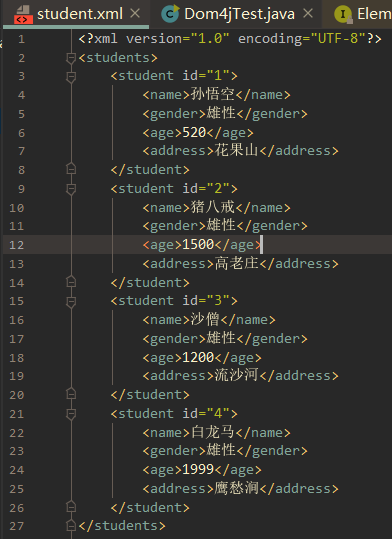 student.xml × Dom4jTest.java × Elem
1 <?xml version="1.0" encoding="UTF-8"?>
2 <students>
3 <student id="1">
4 <name>孙悟空</name>
5 <gender>雄性</gender>
6 <age>520</age>
7 <address>花果山</address>
8 </student>
9 <student id="2">
10 <name>猪八戒</name>
11 <gender>雄性</gender>
12 <age>1500</age>
13 <address>高老庄</address>
14 </student>
15 <student id="3">
16 <name>沙僧</name>
17 <gender>雄性</gender>
18 <age>1200</age>
19 <address>流沙河</address>
20 </student>
21 <student id="4">
22 <name>白龙马</name>
23 <gender>雄性</gender>
24 <age>1999</age>
25 <address>鹰愁涧</address>
26 </student>
27 </students>